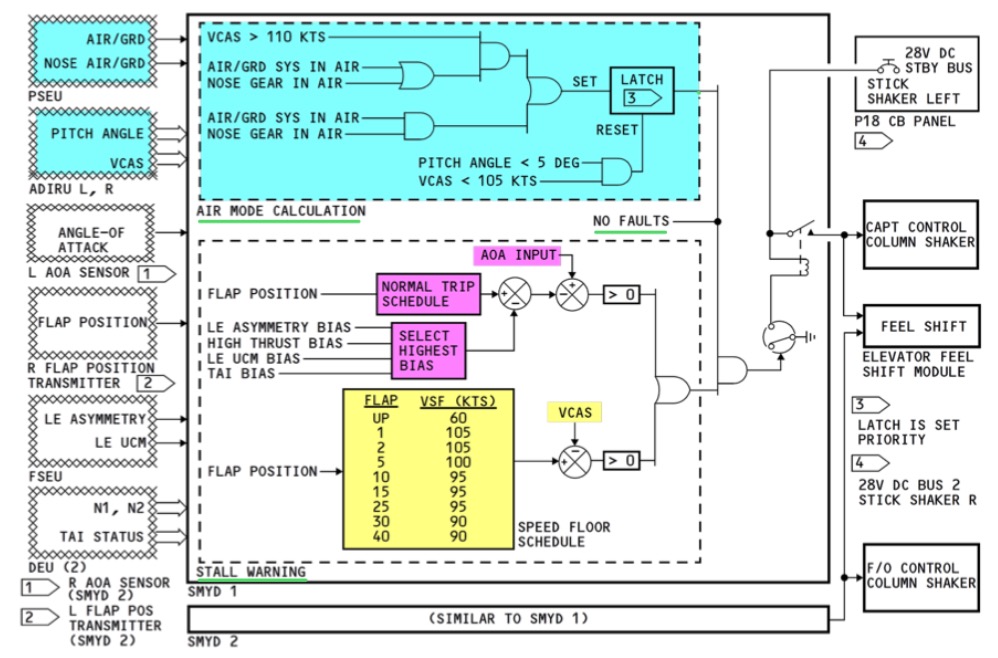 AIR/GRD
NOSE AIR/GRD
PSEU
PITCH ANGLE
VCAS
ADIRU L, R
ANGLE-OF
ATTACK
L AOA SENSOR 1
FLAP POSITION
R FLAP POSITION
TRANSMITTER 2
LE ASYMMETRY
LE UCM
FSEU
N1, N2
TAI STATUS
DEU (2)
1 R AOA SENSOR
(SMYD 2)
2 L FLAP POS
TRANSMITTER
(SMYD 2)
VCAS > 110 KTS
AIR/GRD SYS IN AIR
NOSE GEAR IN AIR
AIR/GRD SYS IN AIR
NOSE GEAR IN AIR
SET
LATCH
3
RESET
PITCH ANGLE < 5 DEG
VCAS < 105 KTS
AIR MODE CALCULATION
NO FAULTS
AOA INPUT
FLAP POSITION
NORMAL TRIP
SCHEDULE
+
-
+
-
> 0
LE ASYMMETRY BIAS
HIGH THRUST BIAS
LE UCM BIAS
TAI BIAS
SELECT
HIGHEST
BIAS
FLAP VSF (KTS)
UP 60
1 105
2 105
5 100
10 95
15 95
25 95
30 90
40 90
FLAP POSITION
VCAS
+
-
> 0
SPEED FLOOR
SCHEDULE
STALL WARNING
SMYD 1
(SIMILAR TO SMYD 1)
SMYD 2
28V DC
STBY BUS
STICK
SHAKER LEFT
P18 CB PANEL
4
CAPT CONTROL
COLUMN SHAKER
FEEL SHIFT
ELEVATOR FEEL
SHIFT MODULE
3
LATCH IS SET
PRIORITY
4
28V DC BUS 2
STICK SHAKER R
F/O CONTROL
COLUMN SHAKER